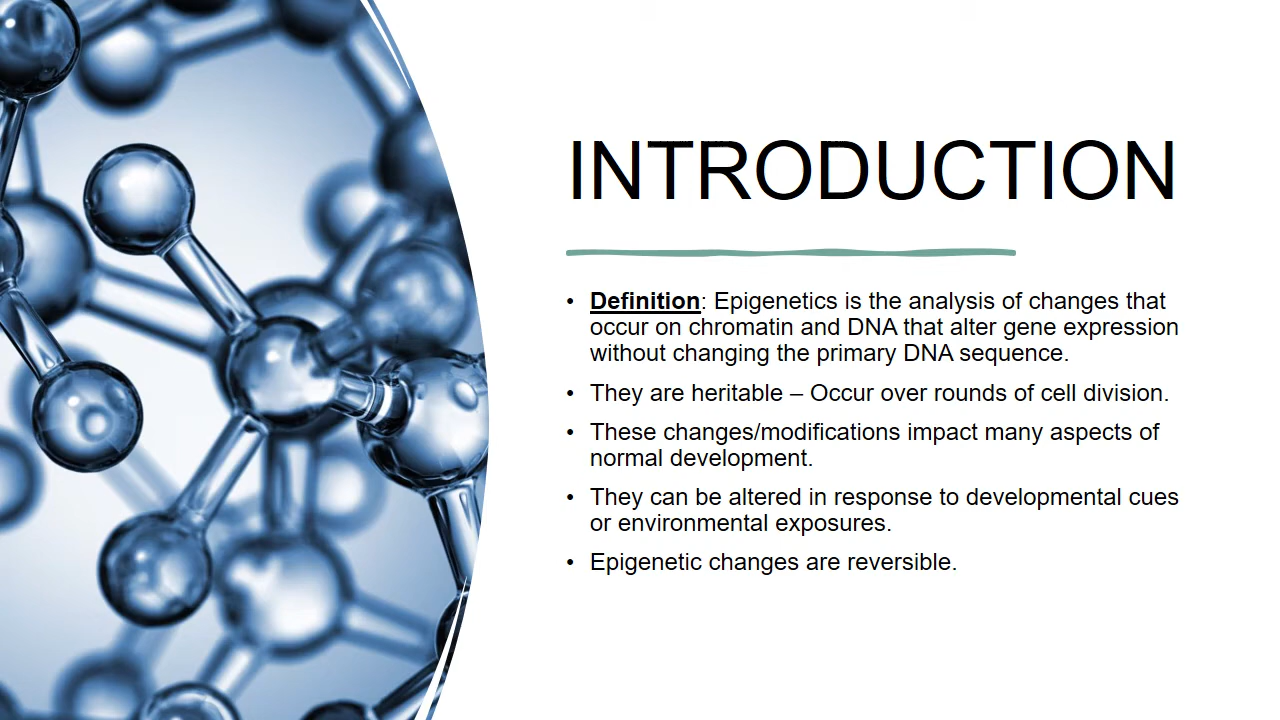 INTRODUCTION
• Definition: Epigenetics is the analysis of changes that
occur on chromatin and DNA that alter gene expression
without changing the primary DNA sequence.
• They are heritable – Occur over rounds of cell division.
• These changes/modifications impact many aspects of
normal development.
• They can be altered in response to developmental cues
or environmental exposures.
• Epigenetic changes are reversible.